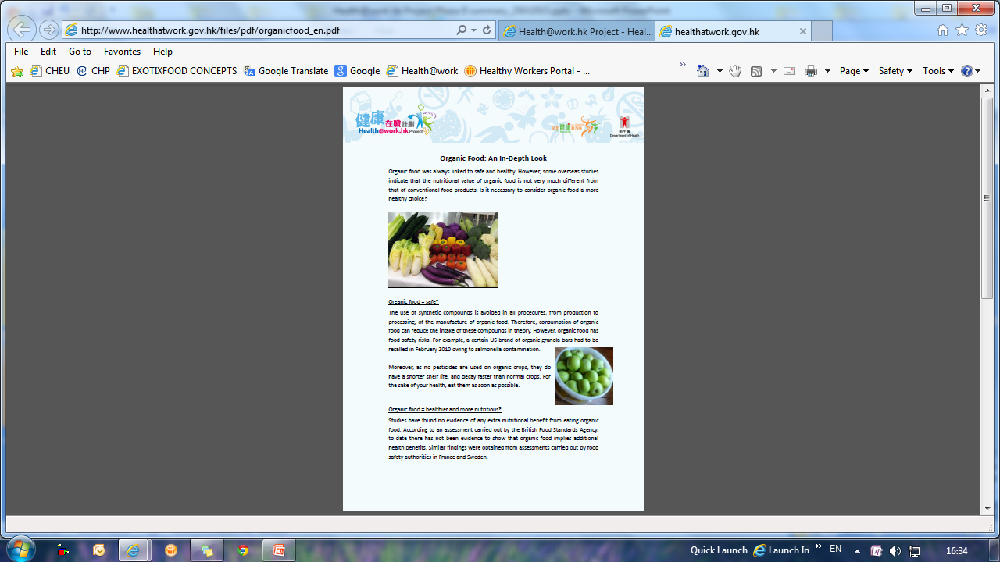 http://www.healthatwork.gov.hk/files/pdf/organicfood_en.pdf
Health@work.hk Project - Heal...
healthatwork.gov.hk
File Edit Go to Favorites Help
CHEU CHP EXOTIXFOOD CONCEPTS Google Translate Google Health@work Healthy Workers Portal - ...
Page Safety Tools
健康在職計劃
Health@work.hk Project
健康
衞生署
Department of Health
Organic Food: An In-Depth Look
Organic food was always linked to safe and healthy. However, some overseas studies
indicate that the nutritional value of organic food is not very much different from
that of conventional food products. Is it necessary to consider organic food a more
healthy choice?
Organic food = safe?
The use of synthetic compounds is avoided in all procedures, from production to
processing, of the manufacture of organic food. Therefore, consumption of organic
food can reduce the intake of these compounds in theory. However, organic food has
food safety risks. For example, a certain US brand of organic granola bars had to be
recalled in February 2010 owing to salmonella contamination.
Moreover, as no pesticides are used on organic crops, they do
have a shorter shelf life, and decay faster than normal crops. For
the sake of your health, eat them as soon as possible.
Organic food = healthier and more nutritious?
Studies have found no evidence of any extra nutritional benefit from eating organic
food. According to an assessment carried out by the British Food Standards Agency,
to date there has not been evidence to show that organic food implies additional
health benefits. Similar findings were obtained from assessments carried out by food
safety authorities in France and Sweden.
Quick Launch Launch In EN 16:34